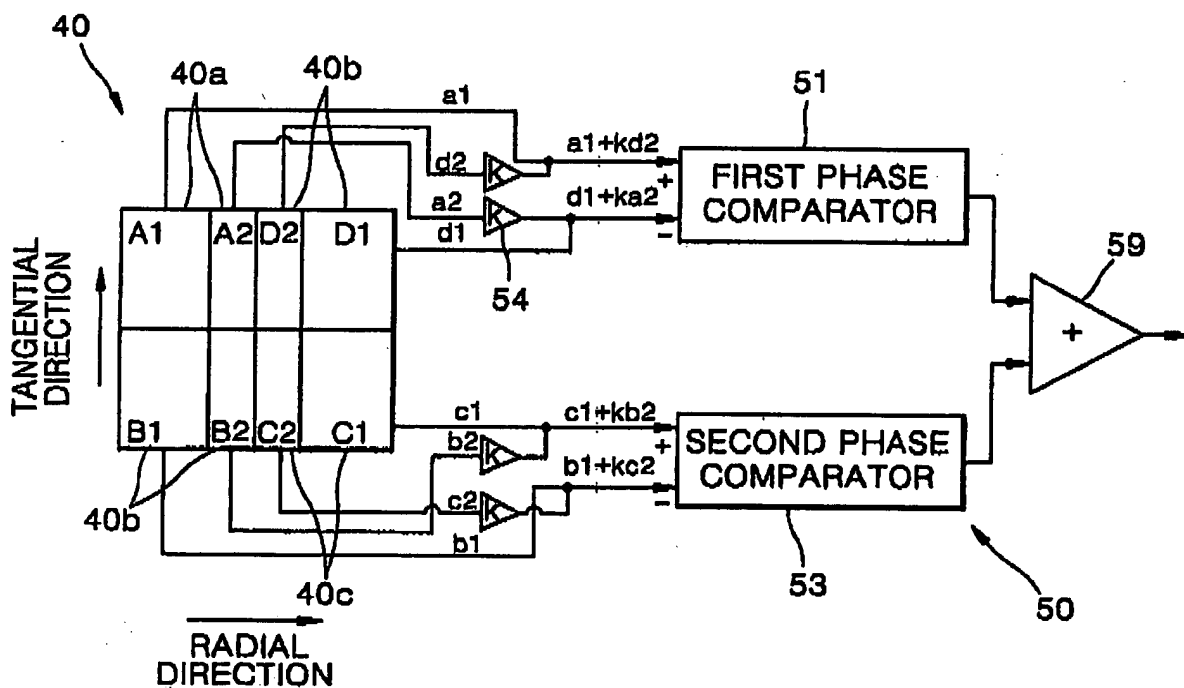 40
40a
40b
a1
51
d2
K
a1+kd2
+
FIRST PHASE
COMPARATOR
a2
K
d1
d1+ka2
−
54
A1
A2
D2
D1
TANGENTIAL
DIRECTION
59
+
B1
B2
C2
C1
c1
c1+kb2
+
b2
K
SECOND PHASE
COMPARATOR
b1+kc2
−
c2
K
b1
40b
40c
53
50
RADIAL
DIRECTION